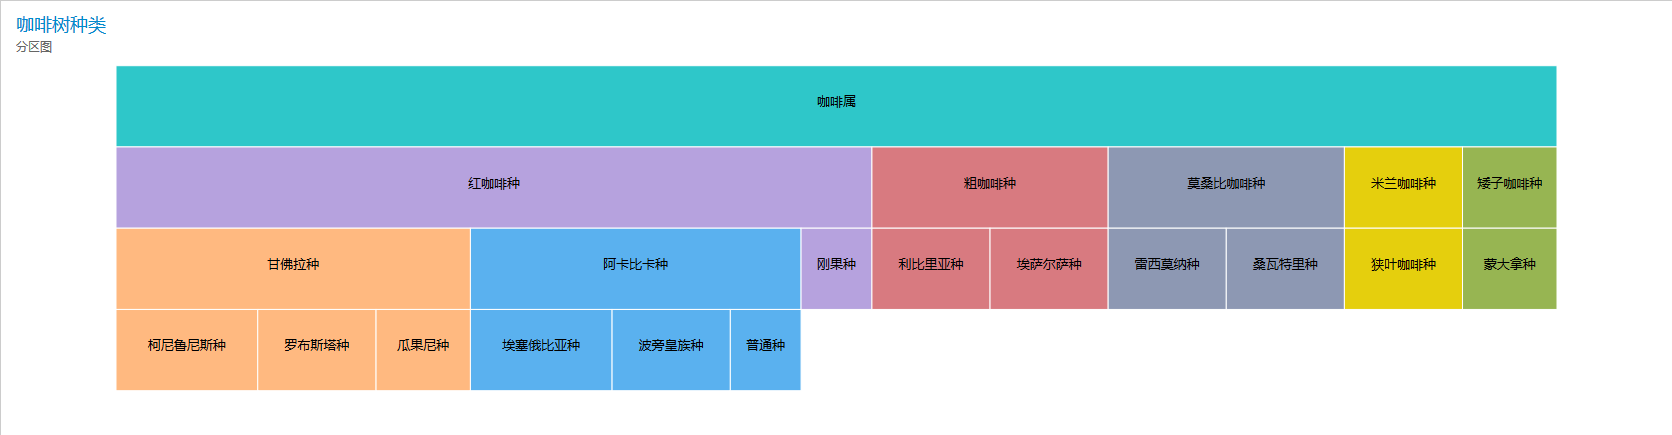 咖啡树种类
分区图
咖啡属
红咖啡种
粗咖啡种
莫桑比咖啡种
米兰咖啡种
矮子咖啡种
甘佛拉种
阿卡比卡种
刚果种
利比里亚种
埃萨尔萨种
雷西莫纳种
桑瓦特里种
狭叶咖啡种
蒙大拿种
柯尼鲁尼斯种
罗布斯塔种
瓜果尼种
埃塞俄比亚种
波旁皇族种
普通种